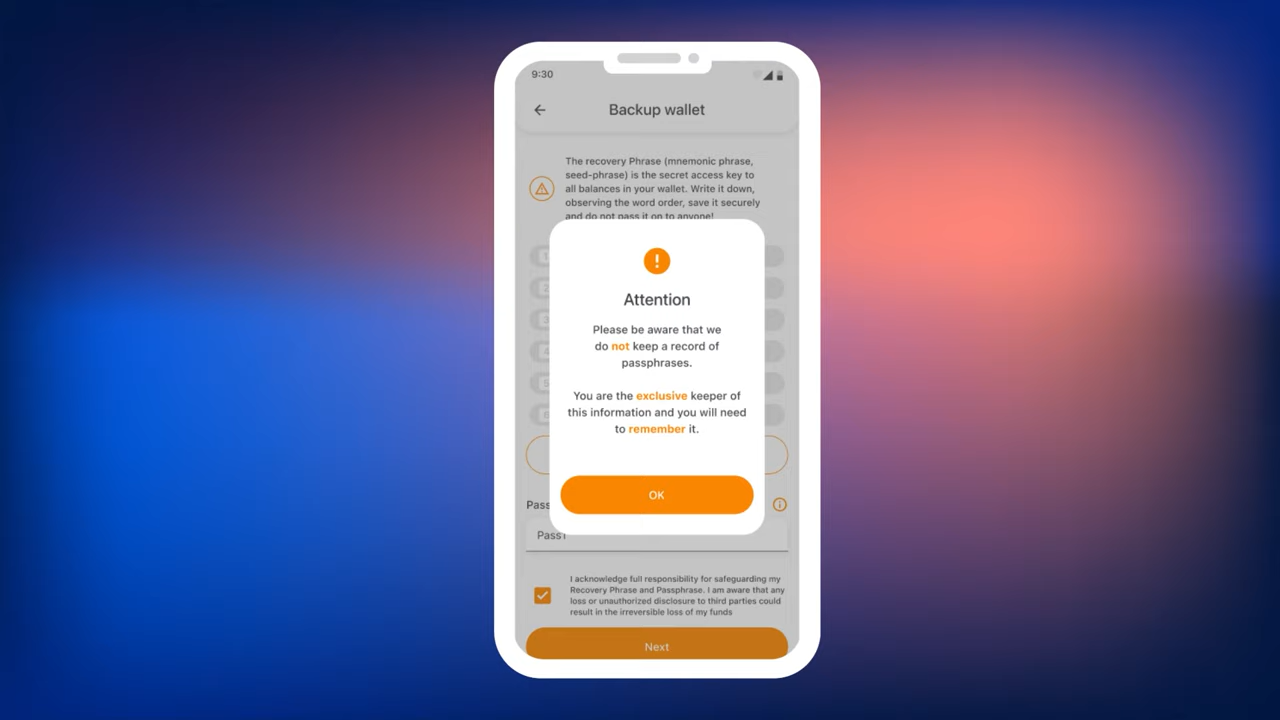 9:30
Backup wallet
The recovery Phrase (mnemonic phrase,
seed-phrase) is the secret access key to
all balances in your wallet. Write it down,
observing the word order, save it securely
and do not pass it on to anyone!
Attention
Please be aware that we
do not keep a record of
passphrases.
You are the exclusive keeper of
this information and you will need
to remember it.
OK
Pass1
I acknowledge full responsibility for safeguarding my
Recovery Phrase and Passphrase. I am aware that any
loss or unauthorized disclosure to third parties could
result in the irreversible loss of my funds
Next